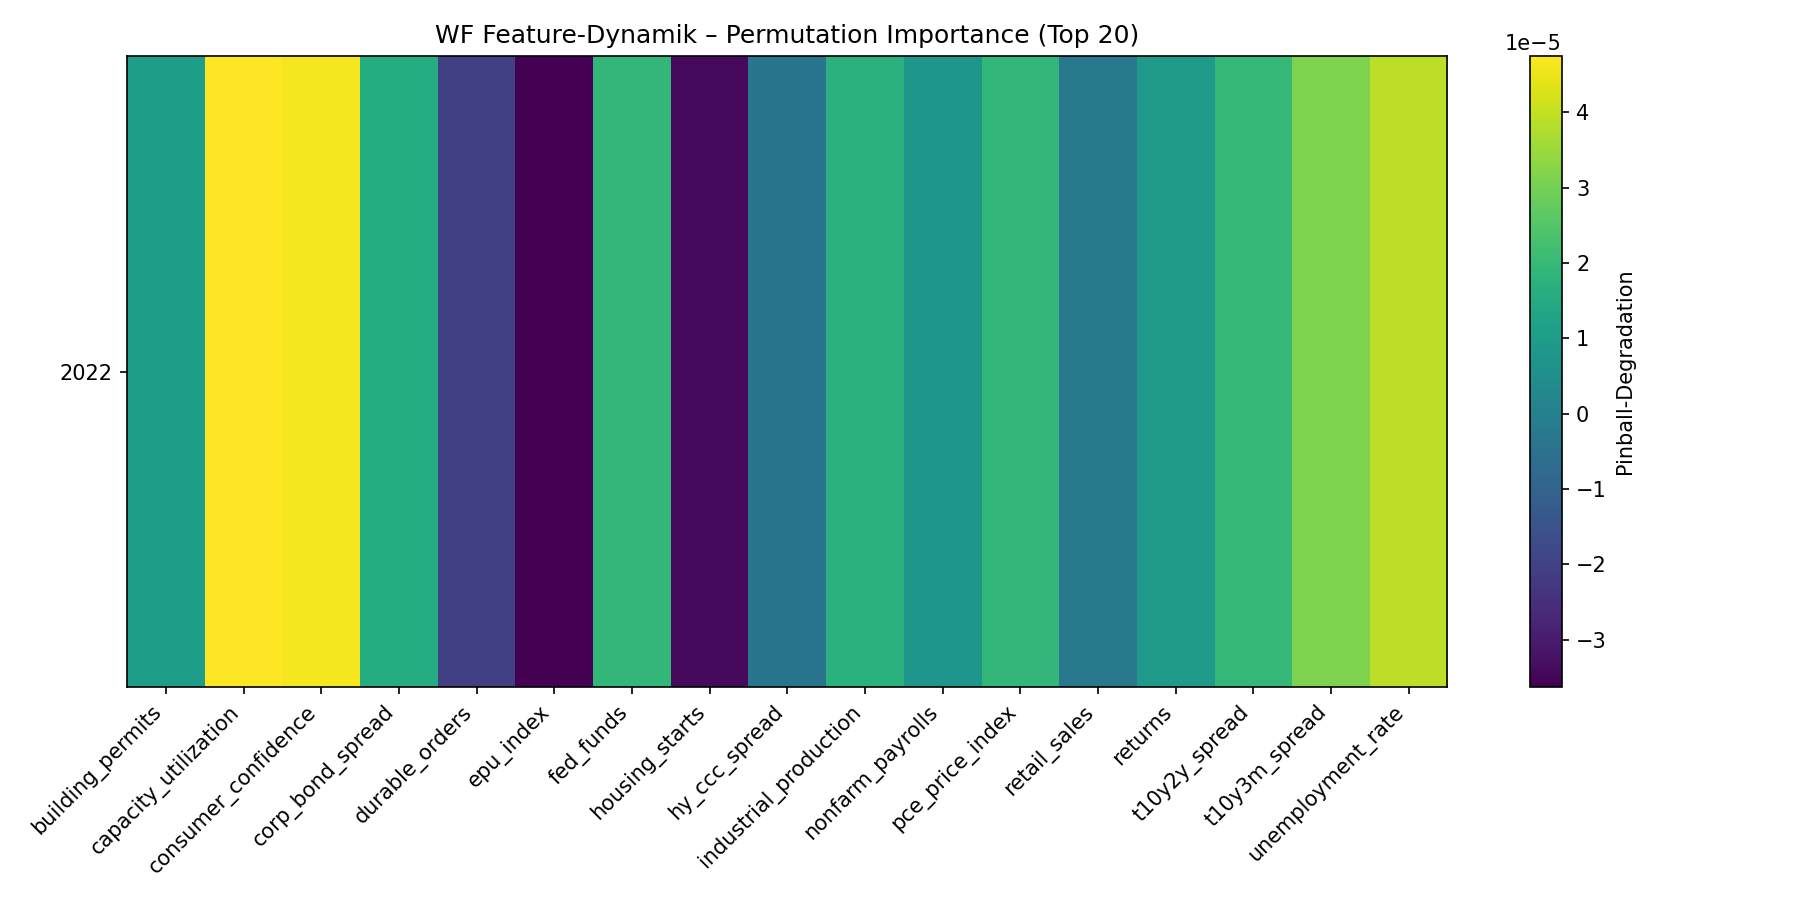 WF Feature-Dynamik – Permutation Importance (Top 20)
1e−5
4
3
2
1
0
−1
−2
−3
Pinball-Degradation
2022
building_permits
capacity_utilization
consumer_confidence
corp_bond_spread
durable_orders
epu_index
fed_funds
housing_starts
hy_ccc_spread
industrial_production
nonfarm_payrolls
pce_price_index
retail_sales
returns
t10y2y_spread
t10y3m_spread
unemployment_rate